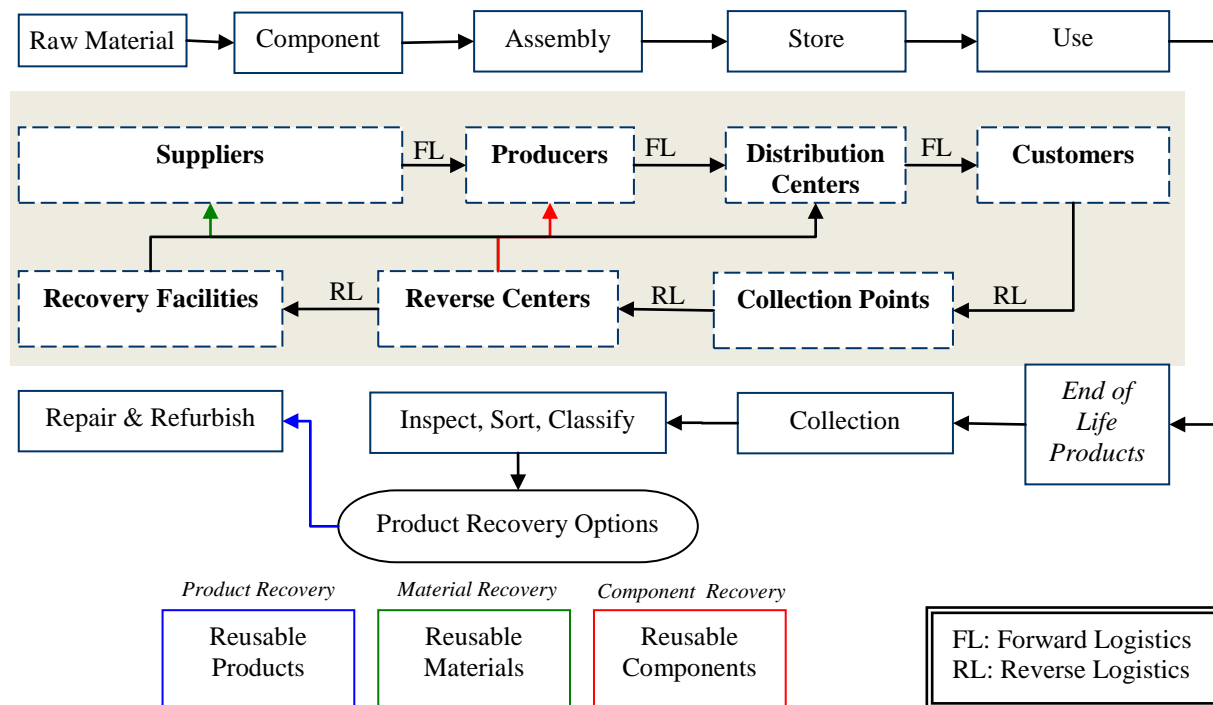 Raw Material
Component
Assembly
Store
Use
Suppliers
FL
Producers
FL
Distribution
Centers
FL
Customers
Recovery Facilities
RL
Reverse Centers
RL
Collection Points
RL
Repair & Refurbish
Inspect, Sort, Classify
Collection
End of
Life
Products
Product Recovery Options
Product Recovery
Material Recovery
Component Recovery
Reusable
Products
Reusable
Materials
Reusable
Components
FL: Forward Logistics
RL: Reverse Logistics